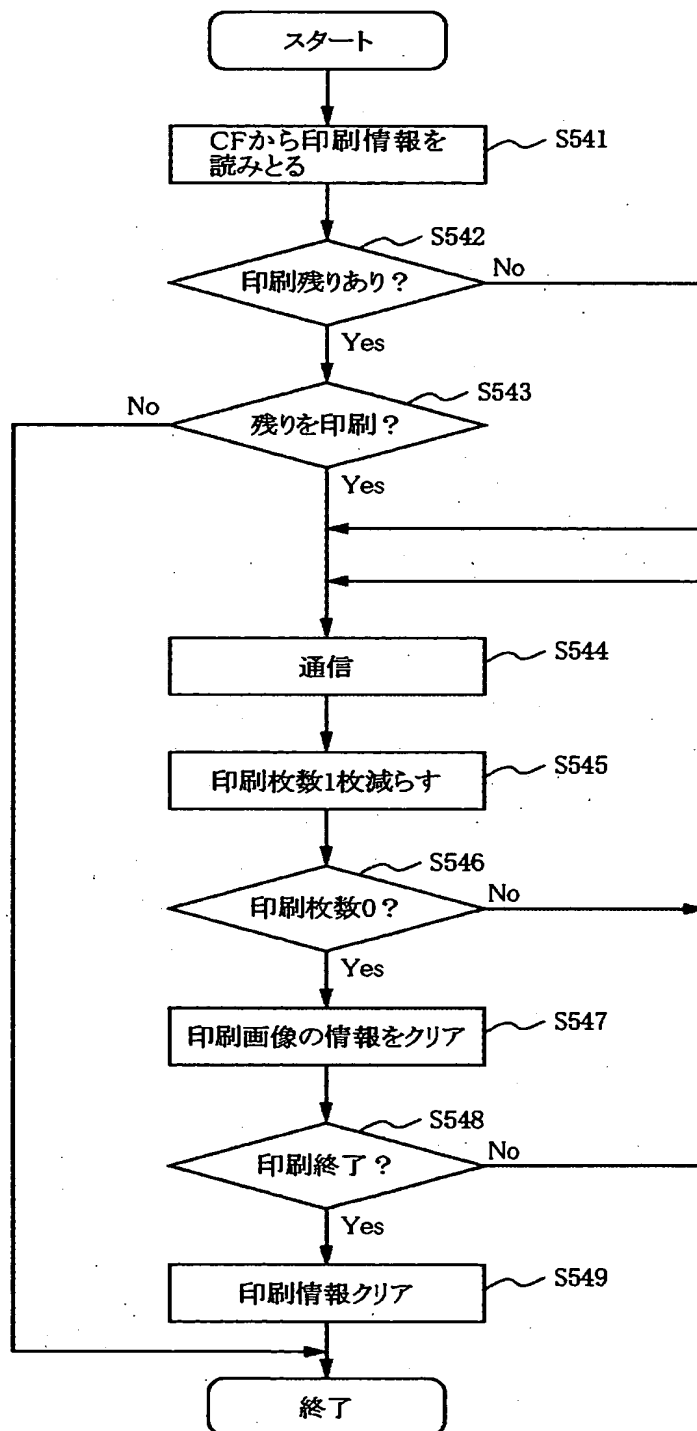 スタート
CFから印刷情報を
読みとる
S541
S542
印刷残りあり？
No
Yes
S543
No
残りを印刷？
Yes
通信
S544
印刷枚数1枚減らす
S545
S546
印刷枚数0？
No
Yes
印刷画像の情報をクリア
S547
S548
印刷終了？
No
Yes
印刷情報クリア
S549
終了